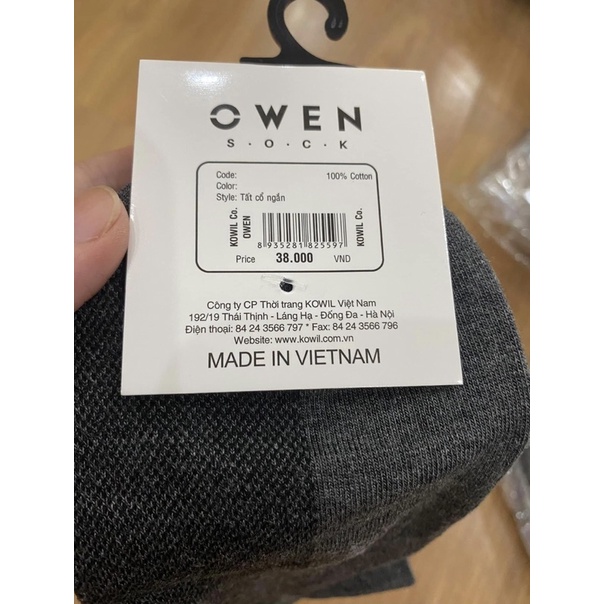 OWEN
S.O.C.K
Code: 100% Cotton
Color:
Style: Tất cổ ngắn
KOWIL Co.
OWEN
8 935281 825597
KOWIL Co.
Price 38.000 VND
Công ty CP Thời trang KOWIL Việt Nam
192/19 Thái Thịnh - Láng Hạ - Đống Đa - Hà Nội
Điện thoại: 84 24 3566 797 * Fax: 84 24 3566 796
Website: www.kowil.com.vn
MADE IN VIETNAM